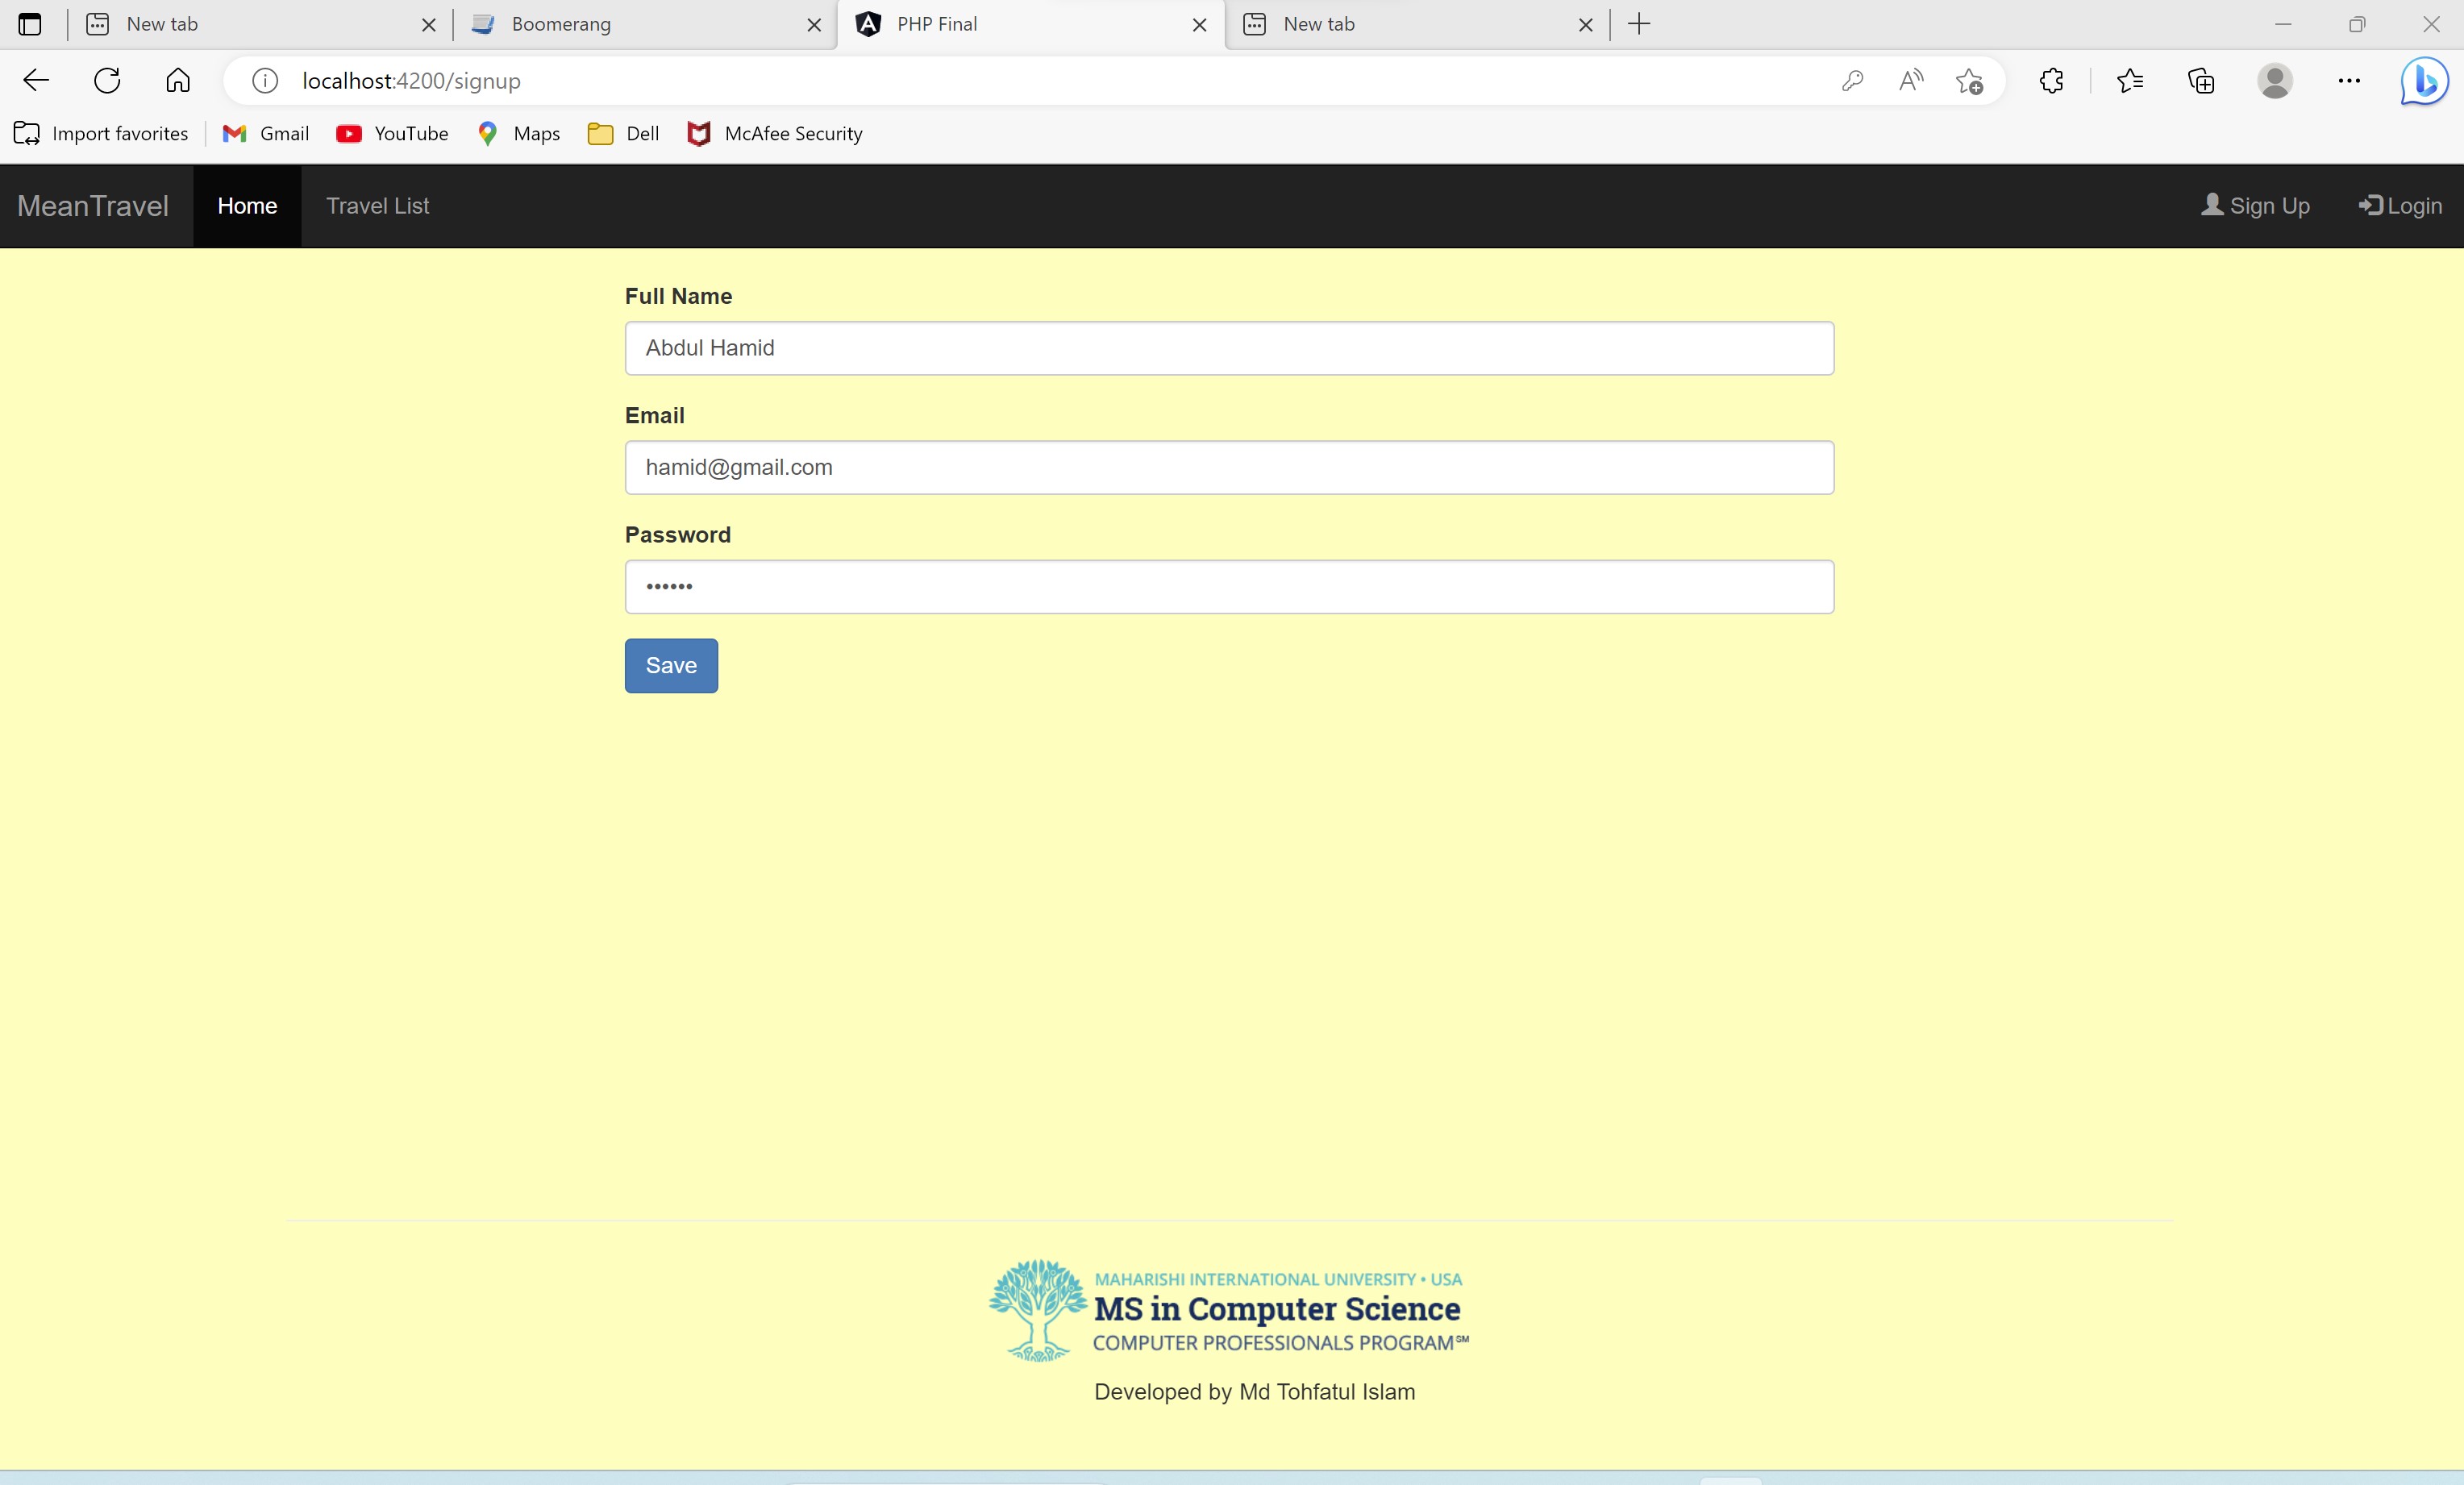 New tab
Boomerang
PHP Final
New tab
localhost:4200/signup
Import favorites
Gmail
YouTube
Maps
Dell
McAfee Security
MeanTravel
Home
Travel List
Sign Up
Login
Full Name
Abdul Hamid
Email
hamid@gmail.com
Password
••••••
Save
MAHARISHI INTERNATIONAL UNIVERSITY • USA
MS in Computer Science
COMPUTER PROFESSIONALS PROGRAM℠
Developed by Md Tohfatul Islam